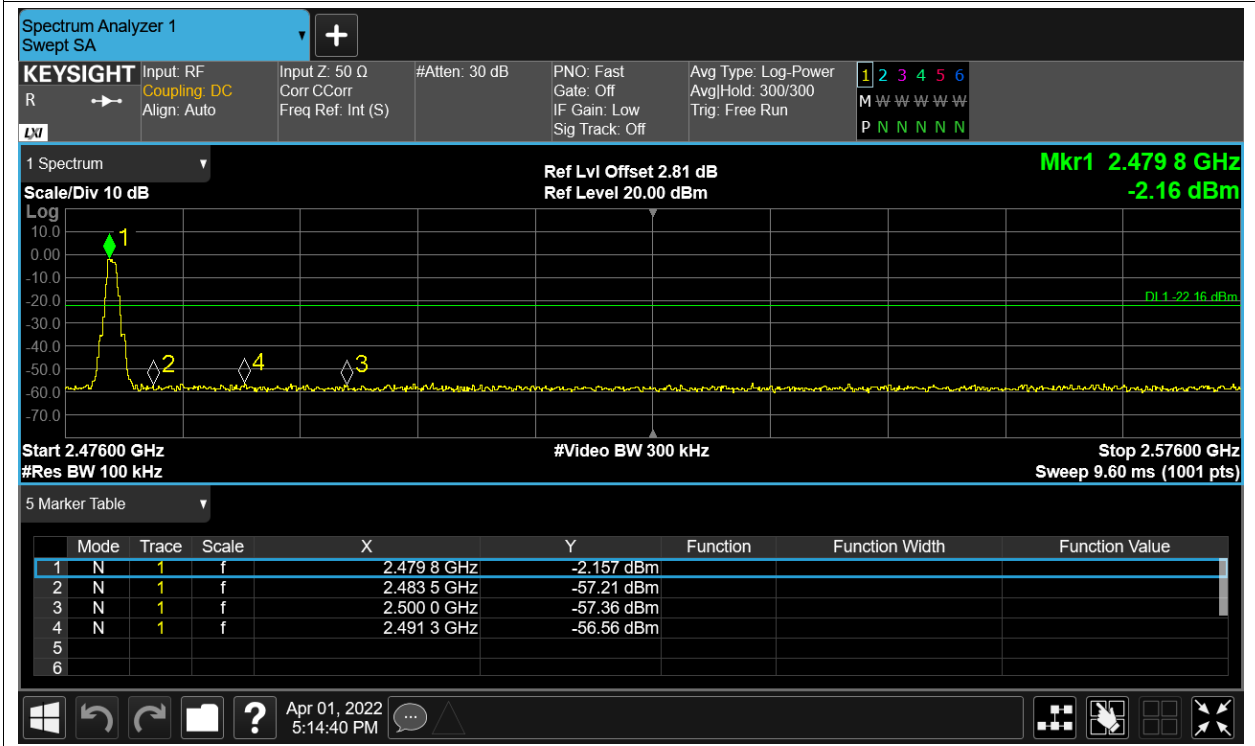 Spectrum Analyzer 1
Swept SA
KEYSIGHT
R
LXI
Input: RF
Coupling: DC
Align: Auto
Input Z: 50 Ω
Corr CCorr
Freq Ref: Int (S)
#Atten: 30 dB
PNO: Fast
Gate: Off
IF Gain: Low
Sig Track: Off
Avg Type: Log-Power
Avg|Hold: 300/300
Trig: Free Run
1 2 3 4 5 6
M W W W W W
P N N N N N
1 Spectrum
Scale/Div 10 dB
Ref Lvl Offset 2.81 dB
Ref Level 20.00 dBm
Mkr1 2.479 8 GHz
-2.16 dBm
Log
10.0
0.00
-10.0
-20.0
-30.0
-40.0
-50.0
-60.0
-70.0
1
2
4
3
DL1 -22.16 dBm
Start 2.47600 GHz
#Video BW 300 kHz
Stop 2.57600 GHz
#Res BW 100 kHz
Sweep 9.60 ms (1001 pts)
5 Marker Table
Mode Trace Scale X Y Function Function Width Function Value
1 N 1 f 2.479 8 GHz -2.157 dBm
2 N 1 f 2.483 5 GHz -57.21 dBm
3 N 1 f 2.500 0 GHz -57.36 dBm
4 N 1 f 2.491 3 GHz -56.56 dBm
5
6
?
Apr 01, 2022
5:14:40 PM